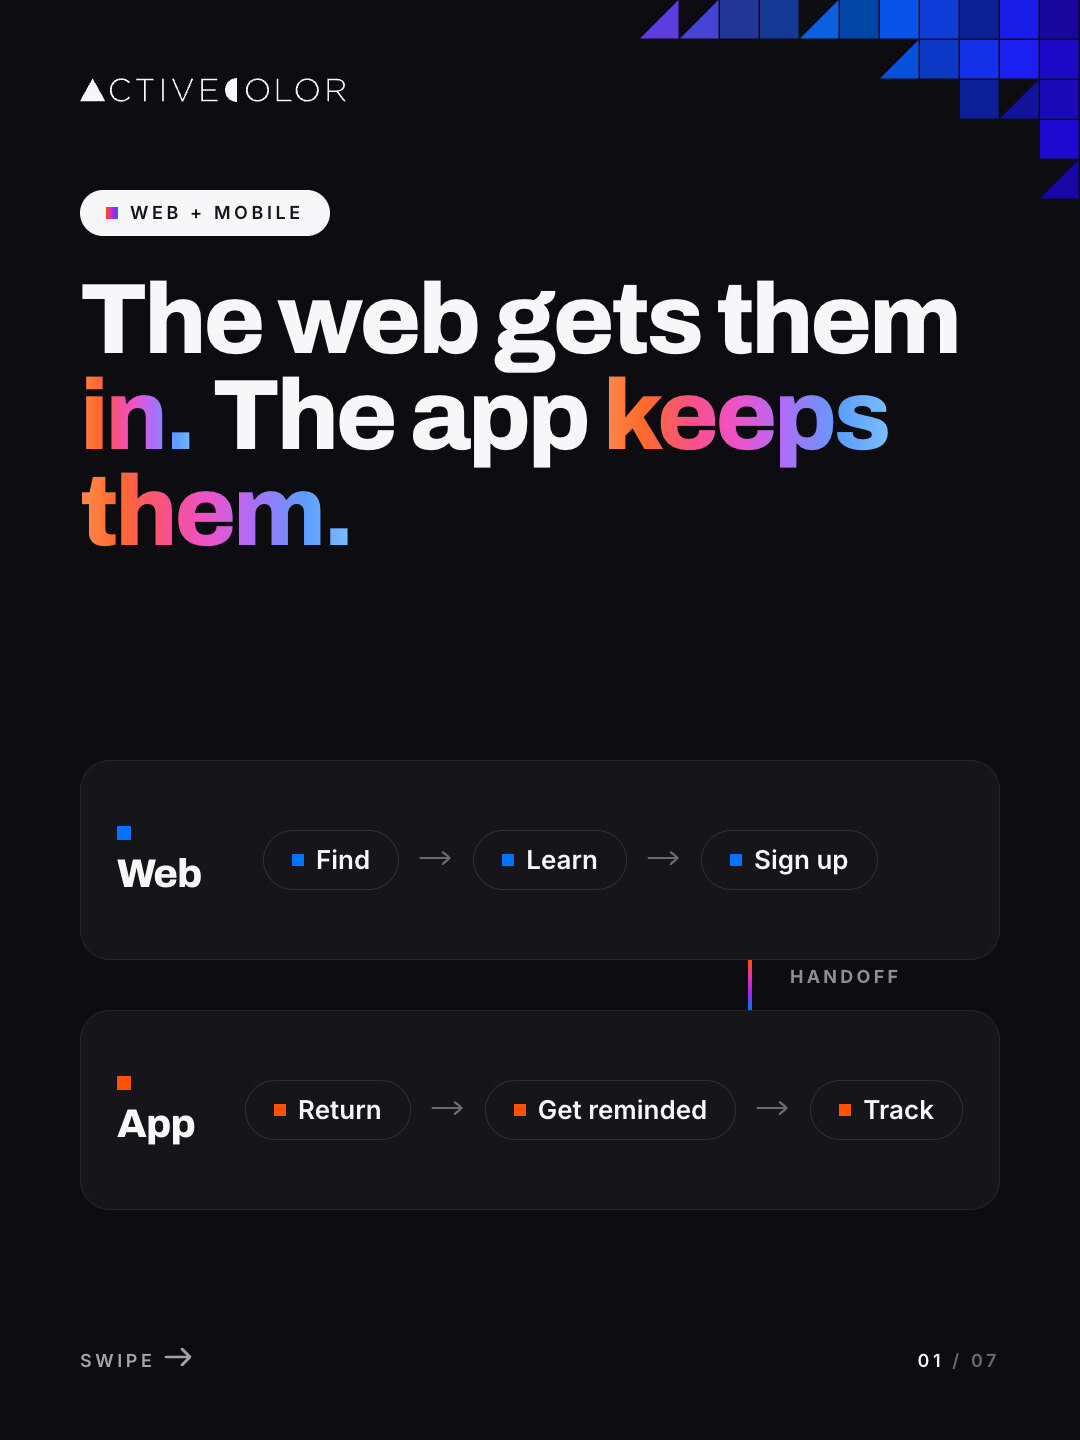 ACTIVECOLOR
WEB + MOBILE
The web gets them
in. The app keeps
them.
Web
Find → Learn → Sign up
HANDOFF
App
Return → Get reminded → Track
SWIPE →
01 / 07